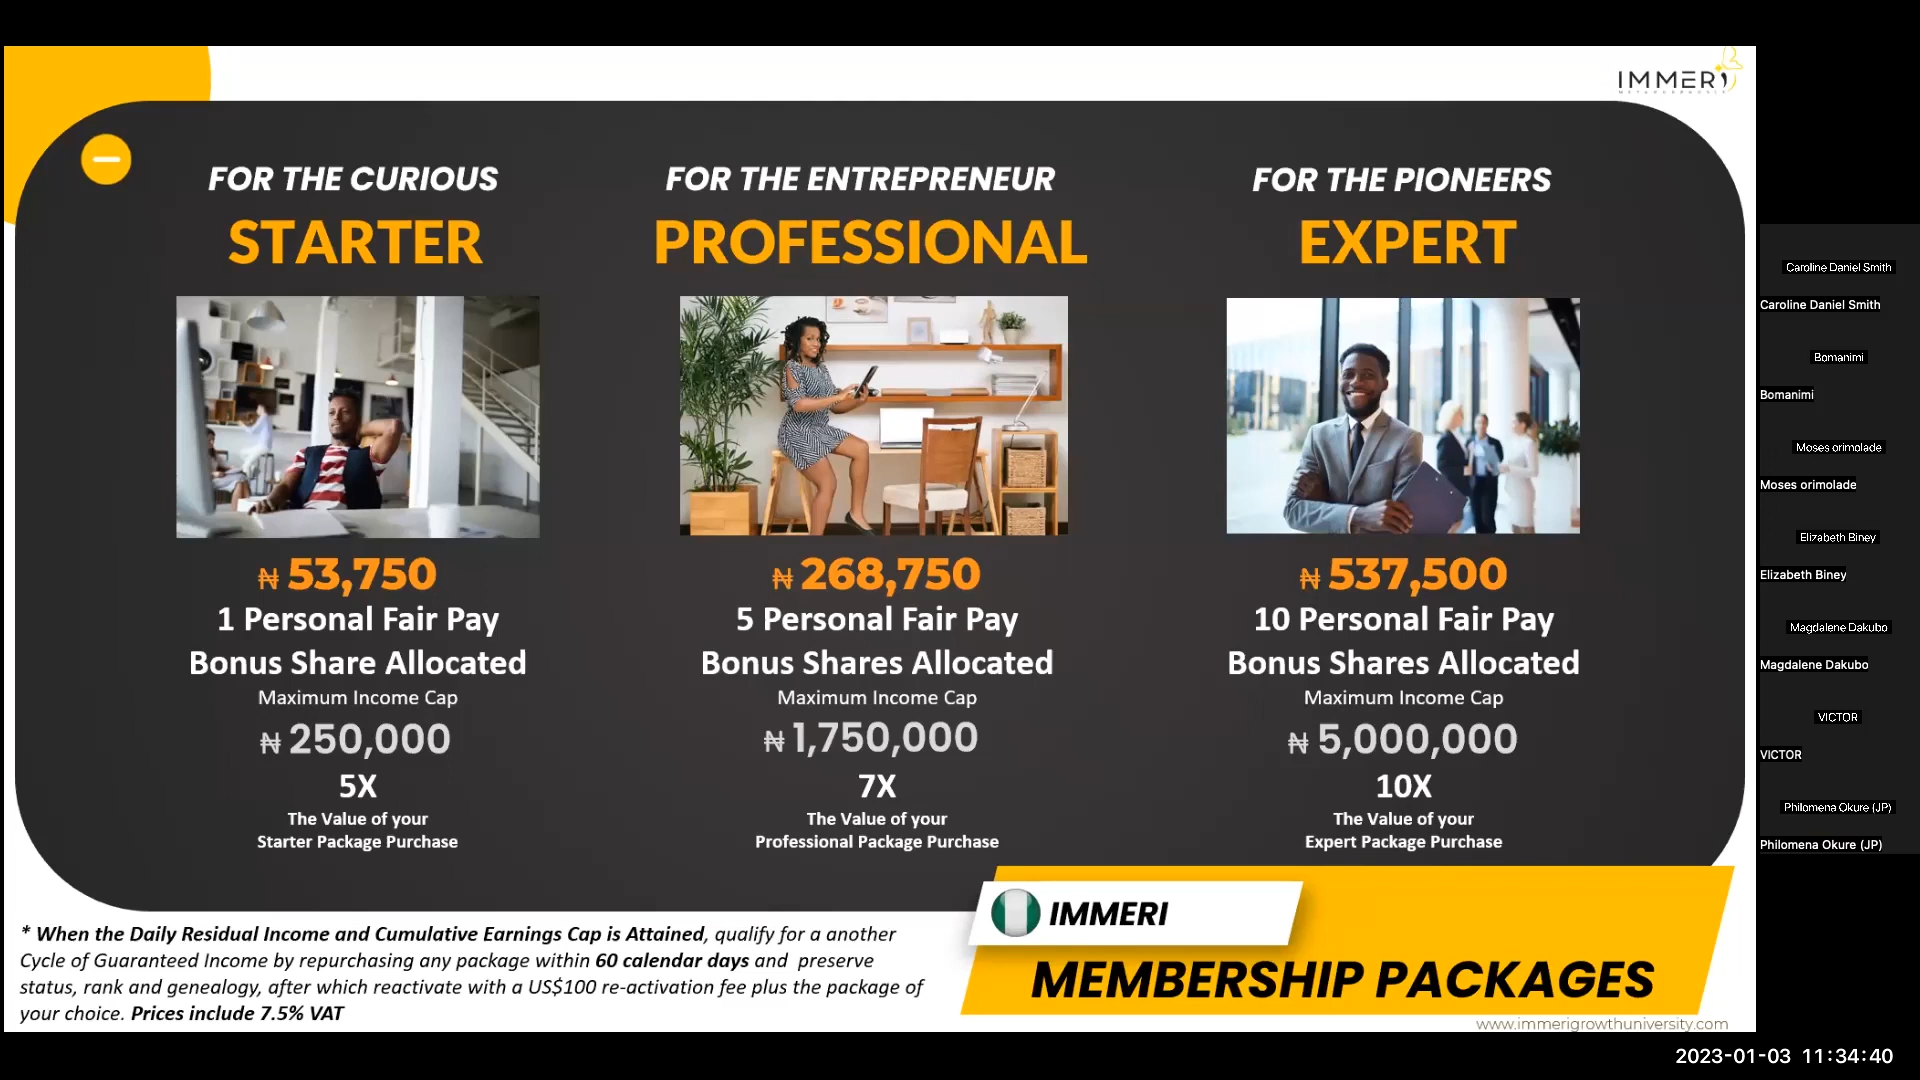 IMMERI
FOR THE CURIOUS
STARTER
₦ 53,750
1 Personal Fair Pay
Bonus Share Allocated
Maximum Income Cap
₦ 250,000
5X
The Value of your
Starter Package Purchase
FOR THE ENTREPRENEUR
PROFESSIONAL
₦ 268,750
5 Personal Fair Pay
Bonus Shares Allocated
Maximum Income Cap
₦ 1,750,000
7X
The Value of your
Professional Package Purchase
FOR THE PIONEERS
EXPERT
₦ 537,500
10 Personal Fair Pay
Bonus Shares Allocated
Maximum Income Cap
₦ 5,000,000
10X
The Value of your
Expert Package Purchase
* When the Daily Residual Income and Cumulative Earnings Cap is Attained, qualify for a another
Cycle of Guaranteed Income by repurchasing any package within 60 calendar days and preserve
status, rank and genealogy, after which reactivate with a US$100 re-activation fee plus the package of
your choice. Prices include 7.5% VAT
IMMERI
MEMBERSHIP PACKAGES
www.immerigrowthuniversity.com
Caroline Daniel Smith
Caroline Daniel Smith
Bomanimi
Bomanimi
Moses orimolade
Moses orimolade
Elizabeth Biney
Elizabeth Biney
Magdalene Dakubo
Magdalene Dakubo
VICTOR
VICTOR
Philomena Okure (JP)
Philomena Okure (JP)
2023-01-03 11:34:40